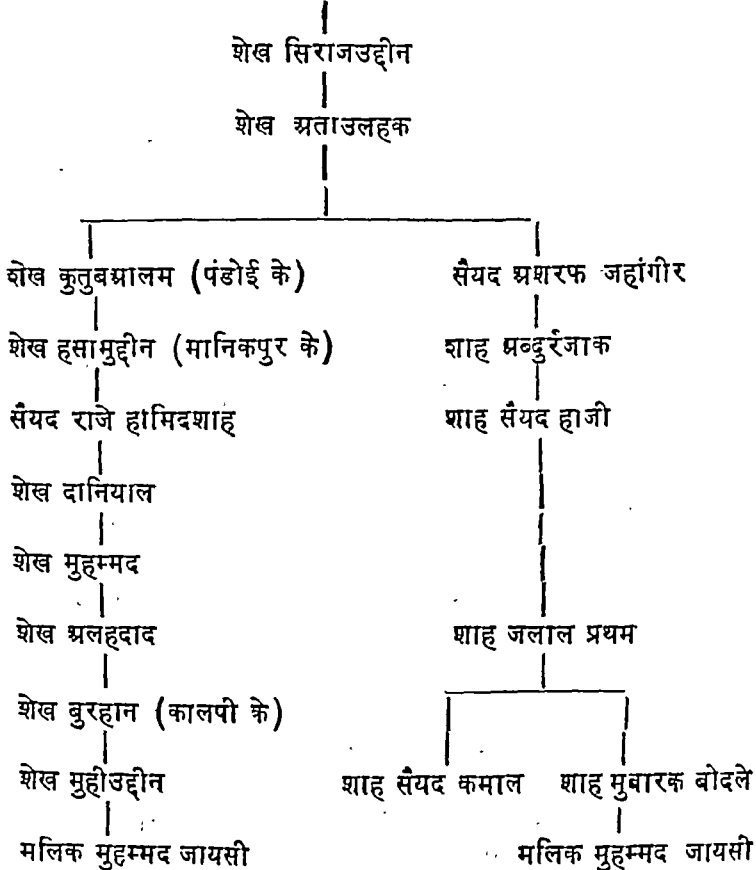 शेख सिराजउद्दीन
शेख अताउलहक
शेख कुतुबआलम (पंडोई के) सैयद अशरफ जहांगीर
शेख हसामुद्दीन (मानिकपुर के) शाह अब्दुर्रजाक
सैयद राजे हामिदशाह शाह सैयद हाजी
शेख दानियाल
शेख मुहम्मद
शेख अलहदाद शाह जलाल प्रथम
शेख बुरहान (कालपी के)
शेख मुहीउद्दीन शाह सैयद कमाल शाह मुबारक बोदले
मलिक मुहम्मद जायसी मलिक मुहम्मद जायसी